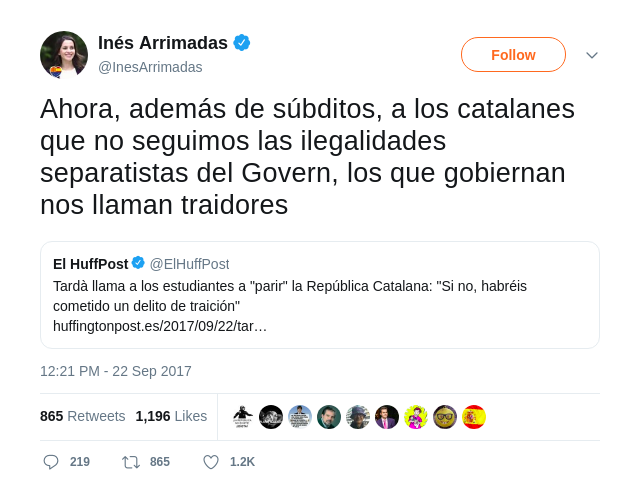 Inés Arrimadas
@InesArrimadas
Follow
Ahora, además de súbditos, a los catalanes
que no seguimos las ilegalidades
separatistas del Govern, los que gobiernan
nos llaman traidores
El HuffPost @ElHuffPost
Tardà llama a los estudiantes a "parir" la República Catalana: "Si no, habréis
cometido un delito de traición"
huffingtonpost.es/2017/09/22/tar…
12:21 PM - 22 Sep 2017
865 Retweets 1,196 Likes
219 865 1.2K